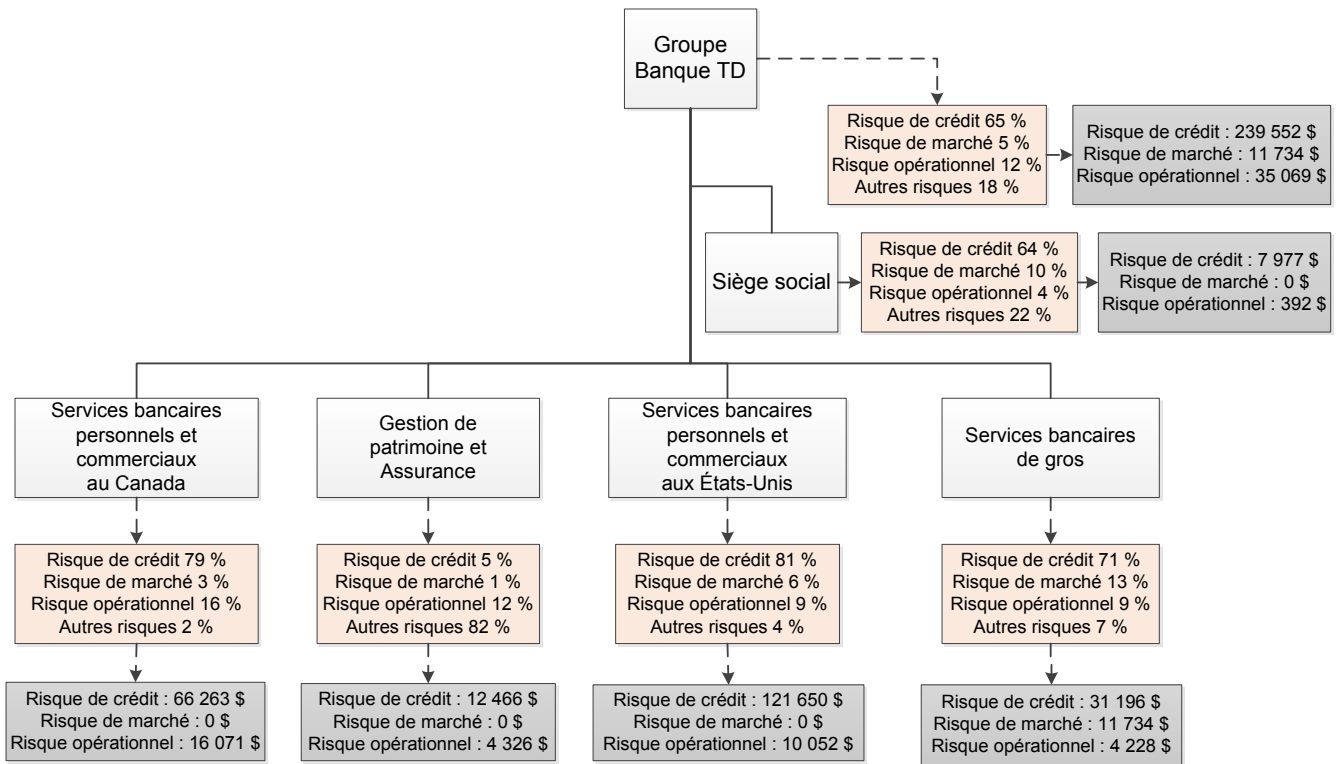 Groupe
Banque TD
Risque de crédit 65 %
Risque de marché 5 %
Risque opérationnel 12 %
Autres risques 18 %
Risque de crédit : 239 552 $
Risque de marché : 11 734 $
Risque opérationnel : 35 069 $
Siège social
Risque de crédit 64 %
Risque de marché 10 %
Risque opérationnel 4 %
Autres risques 22 %
Risque de crédit : 7 977 $
Risque de marché : 0 $
Risque opérationnel : 392 $
Services bancaires
personnels et
commerciaux
au Canada
Risque de crédit 79 %
Risque de marché 3 %
Risque opérationnel 16 %
Autres risques 2 %
Risque de crédit : 66 263 $
Risque de marché : 0 $
Risque opérationnel : 16 071 $
Gestion de
patrimoine et
Assurance
Risque de crédit 5 %
Risque de marché 1 %
Risque opérationnel 12 %
Autres risques 82 %
Risque de crédit : 12 466 $
Risque de marché : 0 $
Risque opérationnel : 4 326 $
Services bancaires
personnels et
commerciaux
aux États-Unis
Risque de crédit 81 %
Risque de marché 6 %
Risque opérationnel 9 %
Autres risques 4 %
Risque de crédit : 121 650 $
Risque de marché : 0 $
Risque opérationnel : 10 052 $
Services bancaires
de gros
Risque de crédit 71 %
Risque de marché 13 %
Risque opérationnel 9 %
Autres risques 7 %
Risque de crédit : 31 196 $
Risque de marché : 11 734 $
Risque opérationnel : 4 228 $